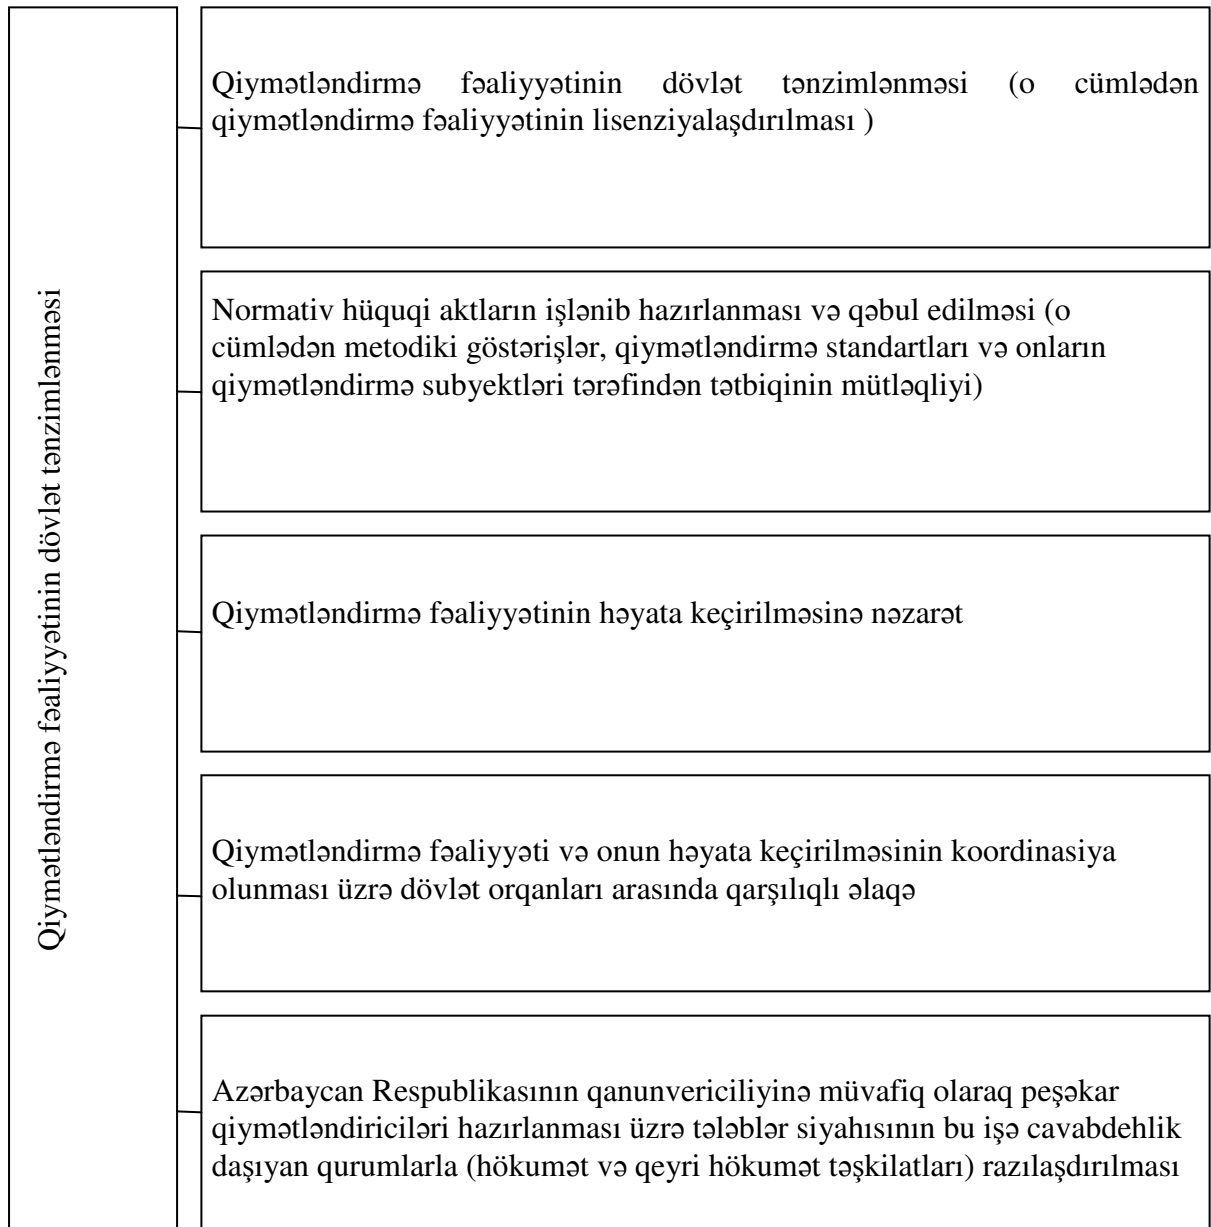 Qiymətləndirmə fəaliyyətinin dövlət tənzimlənməsi
Qiymətləndirmə fəaliyyətinin dövlət tənzimlənməsi (o cümlədən
qiymətləndirmə fəaliyyətinin lisenziyalaşdırılması )
Normativ hüquqi aktların işlənib hazırlanması və qəbul edilməsi (o
cümlədən metodiki göstərişlər, qiymətləndirmə standartları və onların
qiymətləndirmə subyektləri tərəfindən tətbiqinin mütləqliyi)
Qiymətləndirmə fəaliyyətinin həyata keçirilməsinə nəzarət
Qiymətləndirmə fəaliyyəti və onun həyata keçirilməsinin koordinasiya
olunması üzrə dövlət orqanları arasında qarşılıqlı əlaqə
Azərbaycan Respublikasının qanunvericiliyinə müvafiq olaraq peşəkar
qiymətləndiriciləri hazırlanması üzrə tələblər siyahısının bu işə cavabdehlik
daşıyan qurumlarla (hökumət və qeyri hökumət təşkilatları) razılaşdırılması